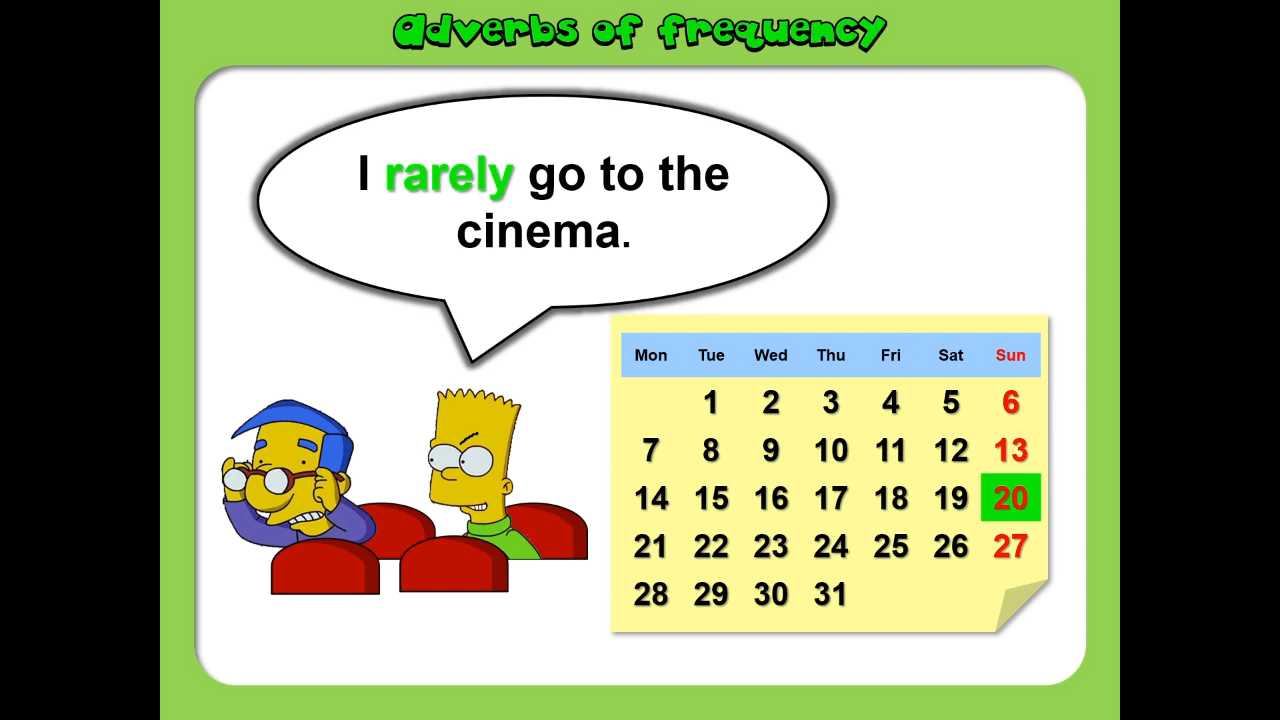 Adverbs of frequency
I rarely go to the
cinema.
Mon Tue Wed Thu Fri Sat Sun
1 2 3 4 5 6
7 8 9 10 11 12 13
14 15 16 17 18 19 20
21 22 23 24 25 26 27
28 29 30 31